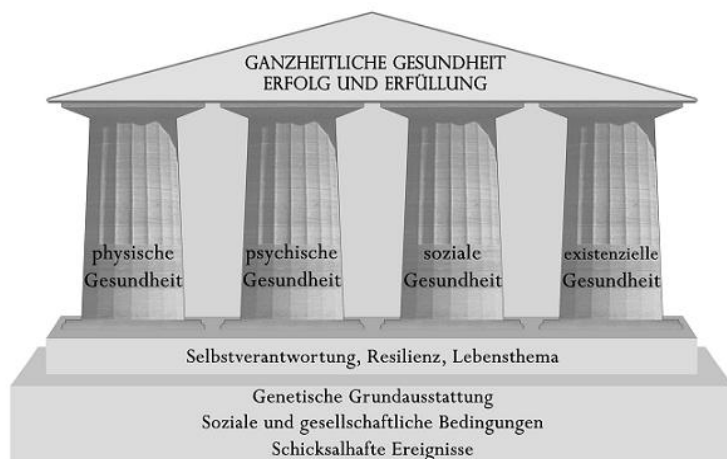 GANZHEITLICHE GESUNDHEIT
ERFOLG UND ERFÜLLUNG
physische
Gesundheit
psychische
Gesundheit
soziale
Gesundheit
existenzielle
Gesundheit
Selbstverantwortung, Resilienz, Lebensthema
Genetische Grundausstattung
Soziale und gesellschaftliche Bedingungen
Schicksalhafte Ereignisse